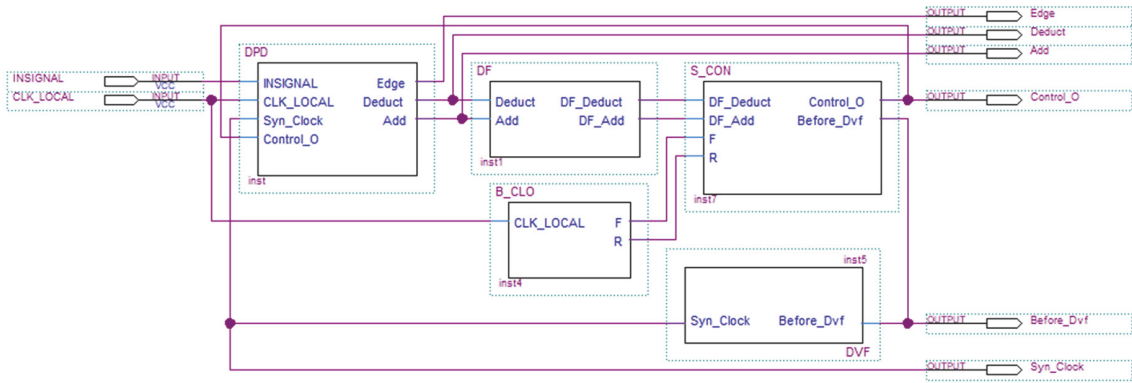 OUTPUT Edge
OUTPUT Deduct
OUTPUT Add
DPD
DF
S_CON
INSIGNAL INPUT VCC
CLK_LOCAL INPUT VCC
INSIGNAL Edge
CLK_LOCAL Deduct
Syn_Clock Add
Control_O
inst
Deduct DF_Deduct
Add DF_Add
inst1
DF_Deduct Control_O
DF_Add Before_Dvf
F
R
inst7
OUTPUT Control_O
B_CLO
CLK_LOCAL F
R
inst4
inst5
Syn_Clock Before_Dvf
DVF
OUTPUT Before_Dvf
OUTPUT Syn_Clock